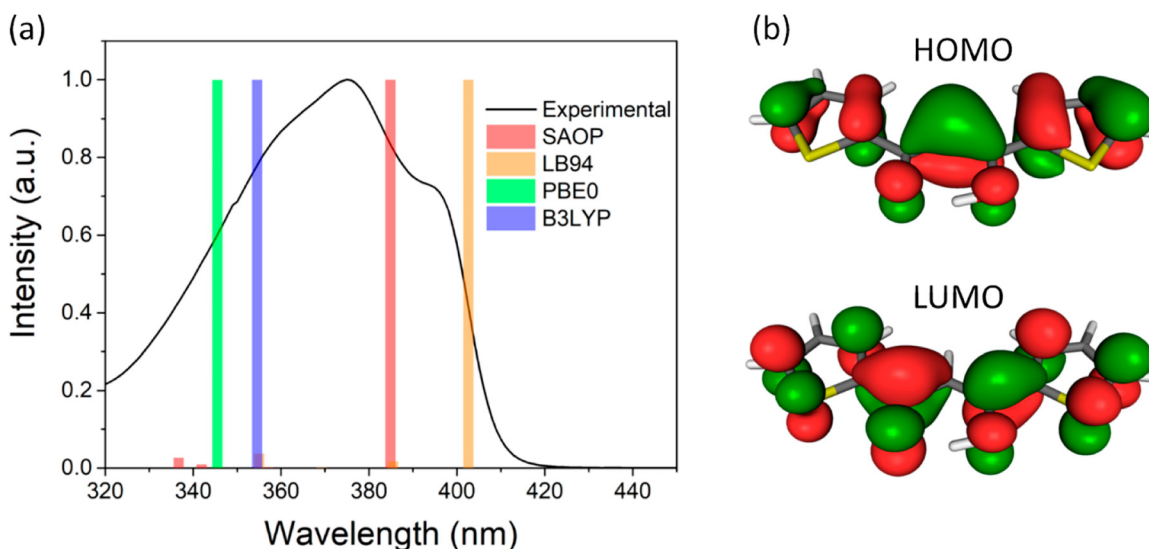 (a)
(b)
Intensity (a.u.)
1.0
0.8
0.6
0.4
0.2
0.0
320
340
360
380
400
420
440
Wavelength (nm)
Experimental
SAOP
LB94
PBE0
B3LYP
HOMO
LUMO